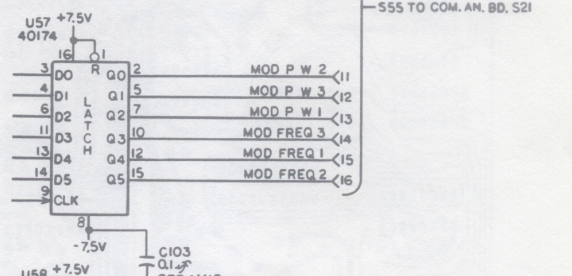 S55 TO COM. AN. BD. S21
U57 +7.5V
40174
16 1
R
3 D0 Q0 2 MOD P W 2 11
4 D1 Q1 5 MOD P W 3 12
6 D2 Q2 7 MOD P W 1 13
11 D3 Q3 10 MOD FREQ 3 14
13 D4 Q4 12 MOD FREQ 1 15
14 D5 Q5 15 MOD FREQ 2 16
LATCH
9 CLK
8
-7.5V
C103
0.1
U58 +7.5V